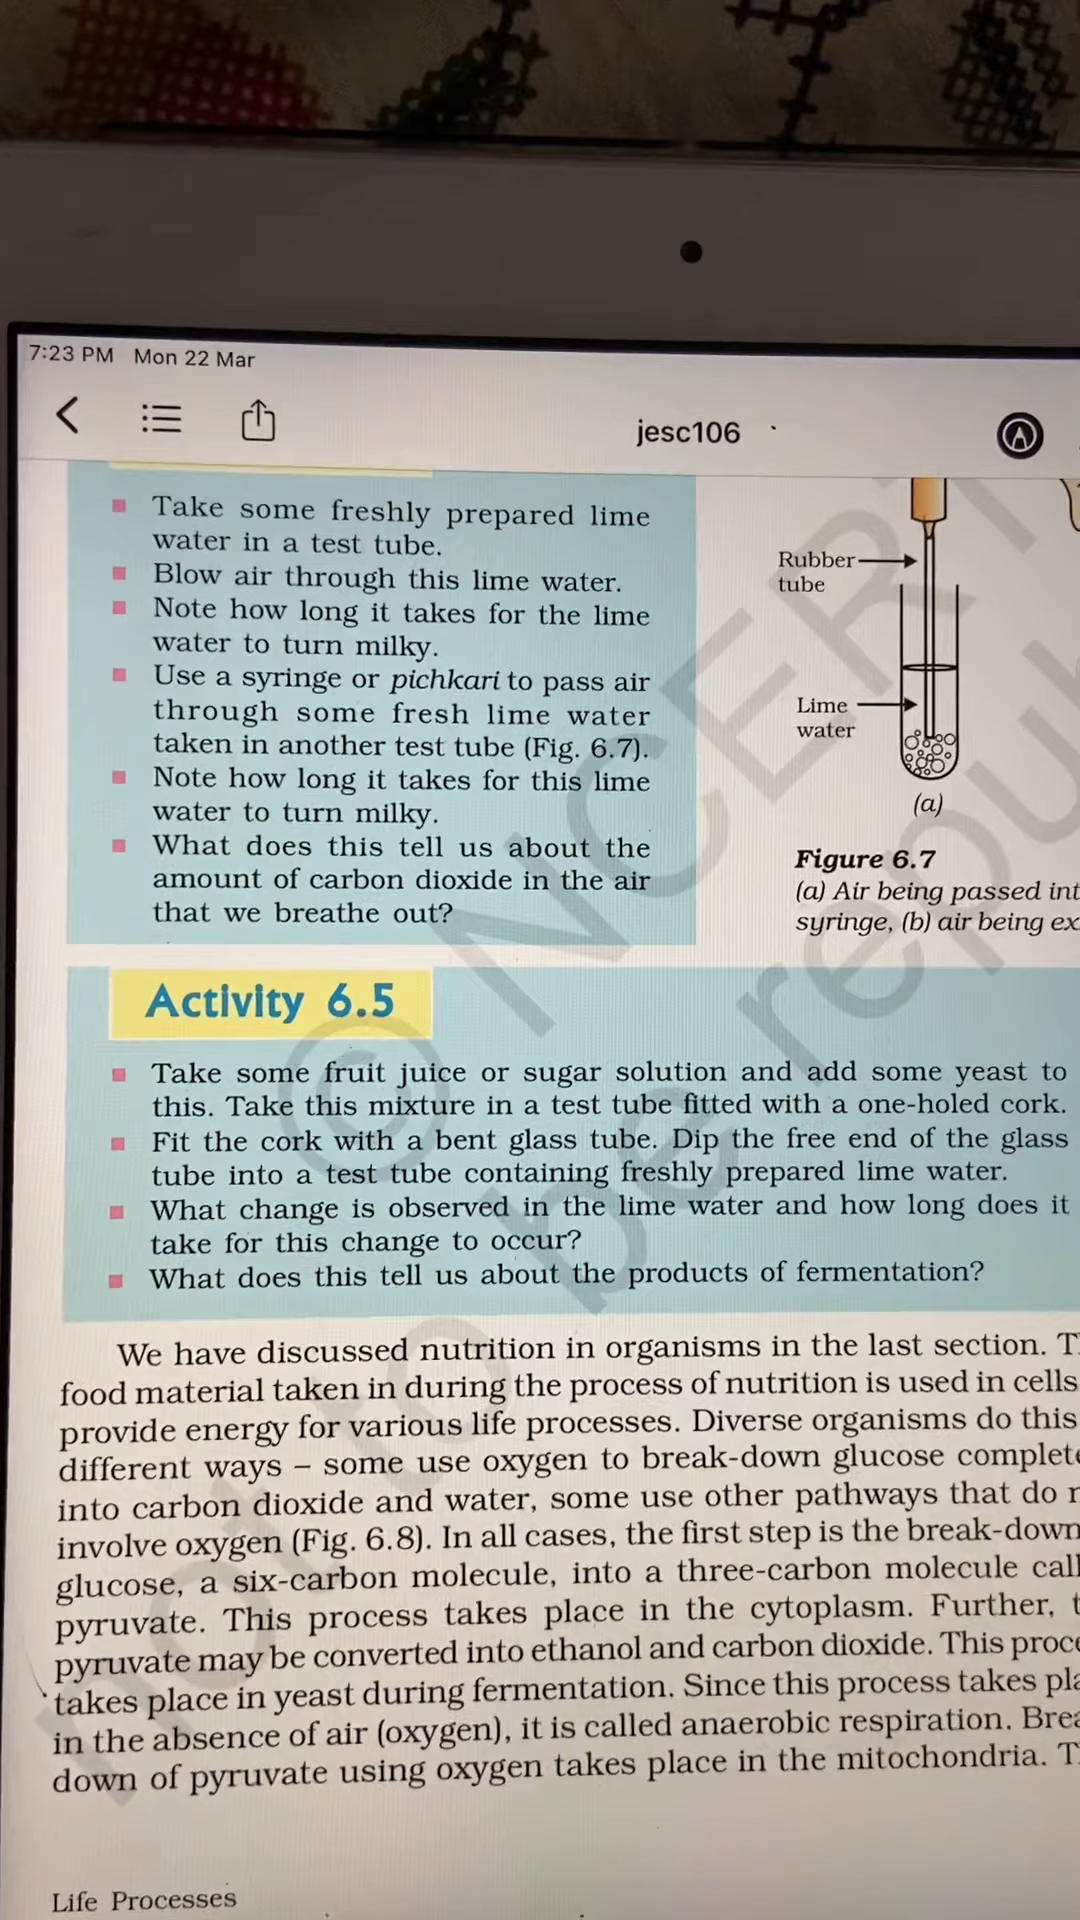 7:23 PM Mon 22 Mar
jesc106
Take some freshly prepared lime
water in a test tube.
Blow air through this lime water.
Note how long it takes for the lime
water to turn milky.
Use a syringe or pichkari to pass air
through some fresh lime water
taken in another test tube (Fig. 6.7).
Note how long it takes for this lime
water to turn milky.
What does this tell us about the
amount of carbon dioxide in the air
that we breathe out?
Rubber
tube
Lime
water
(a)
Figure 6.7
(a) Air being passed int
syringe, (b) air being ex
Activity 6.5
Take some fruit juice or sugar solution and add some yeast to
this. Take this mixture in a test tube fitted with a one-holed cork.
Fit the cork with a bent glass tube. Dip the free end of the glass
tube into a test tube containing freshly prepared lime water.
What change is observed in the lime water and how long does it
take for this change to occur?
What does this tell us about the products of fermentation?
We have discussed nutrition in organisms in the last section. T
food material taken in during the process of nutrition is used in cells
provide energy for various life processes. Diverse organisms do this
different ways – some use oxygen to break-down glucose complet
into carbon dioxide and water, some use other pathways that do
involve oxygen (Fig. 6.8). In all cases, the first step is the break-down
glucose, a six-carbon molecule, into a three-carbon molecule call
pyruvate. This process takes place in the cytoplasm. Further, t
pyruvate may be converted into ethanol and carbon dioxide. This proc
takes place in yeast during fermentation. Since this process takes pla
in the absence of air (oxygen), it is called anaerobic respiration. Brea
down of pyruvate using oxygen takes place in the mitochondria. T
Life Processes
© NCERT
not to be repub